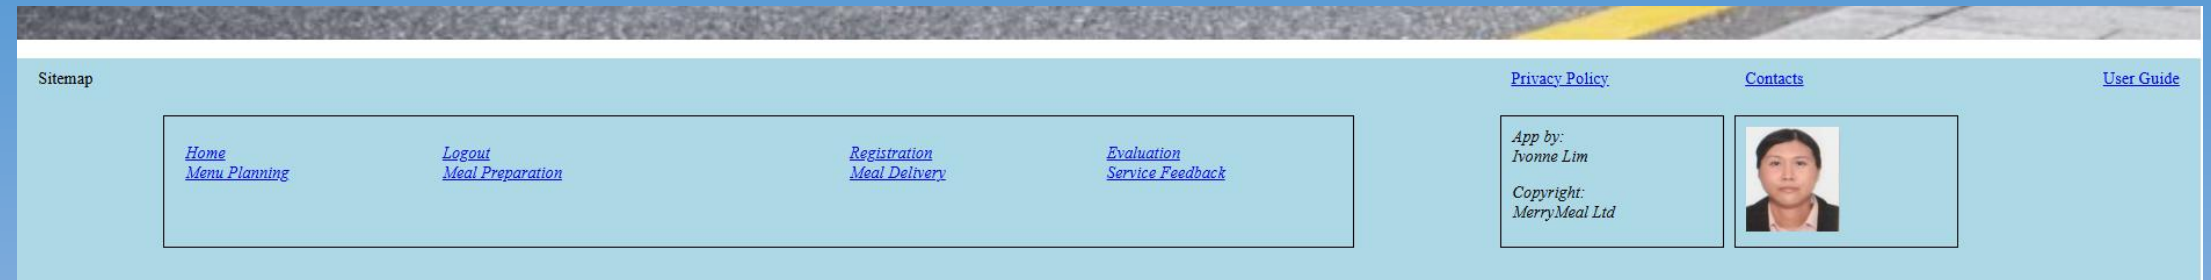 Sitemap
Privacy Policy
Contacts
User Guide
Home
Menu Planning
Logout
Meal Preparation
Registration
Meal Delivery
Evaluation
Service Feedback
App by:
Ivonne Lim
Copyright:
MerryMeal Ltd